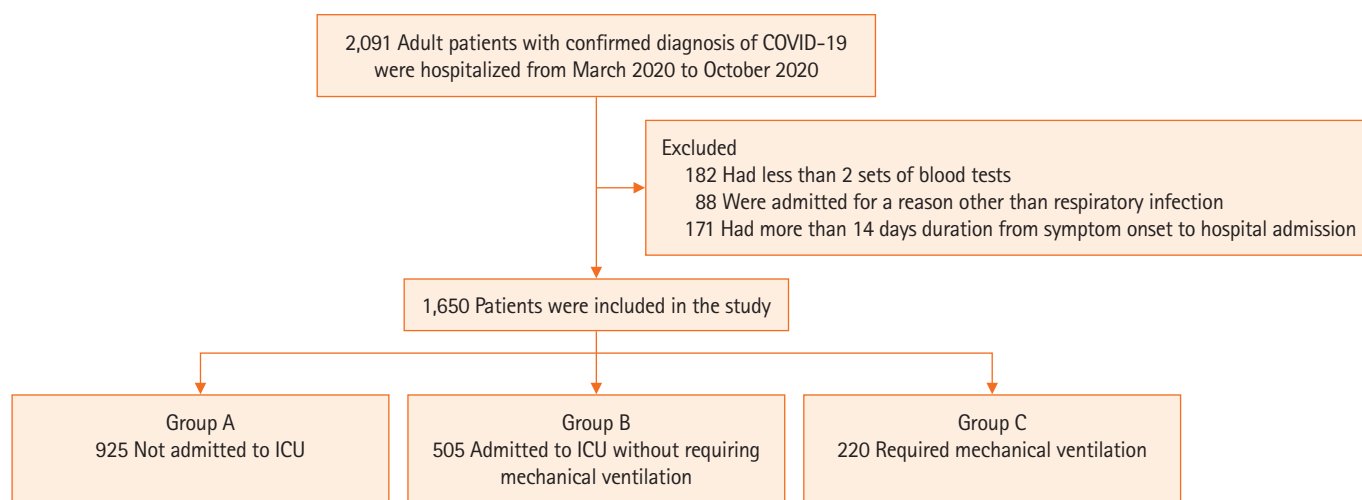 2,091 Adult patients with confirmed diagnosis of COVID-19
were hospitalized from March 2020 to October 2020
Excluded
182 Had less than 2 sets of blood tests
88 Were admitted for a reason other than respiratory infection
171 Had more than 14 days duration from symptom onset to hospital admission
1,650 Patients were included in the study
Group A
925 Not admitted to ICU
Group B
505 Admitted to ICU without requiring
mechanical ventilation
Group C
220 Required mechanical ventilation